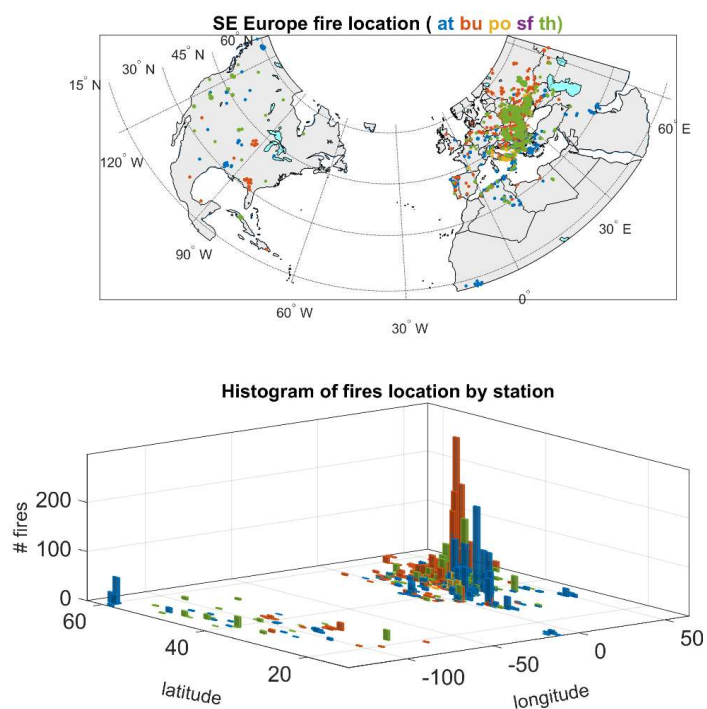 SE Europe fire location ( at bu po sf th)
60° N
45° N
30° N
15° N
60° E
120° W
30° E
90° W
0°
60° W
30° W
Histogram of fires location by station
200
100
0
# fires
60
40
20
latitude
-100
-50
0
50
longitude